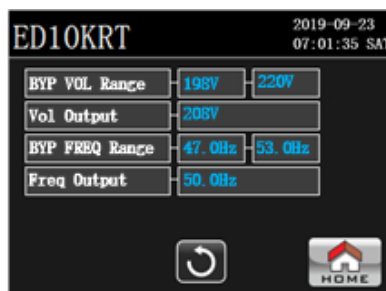 ED10KRT
2019-09-23
07:01:35 SAT
BYP VOL Range 198V 220V
Vol Output 208V
BYP FREQ Range 47.0Hz 53.0Hz
Freq Output 50.0Hz
HOME